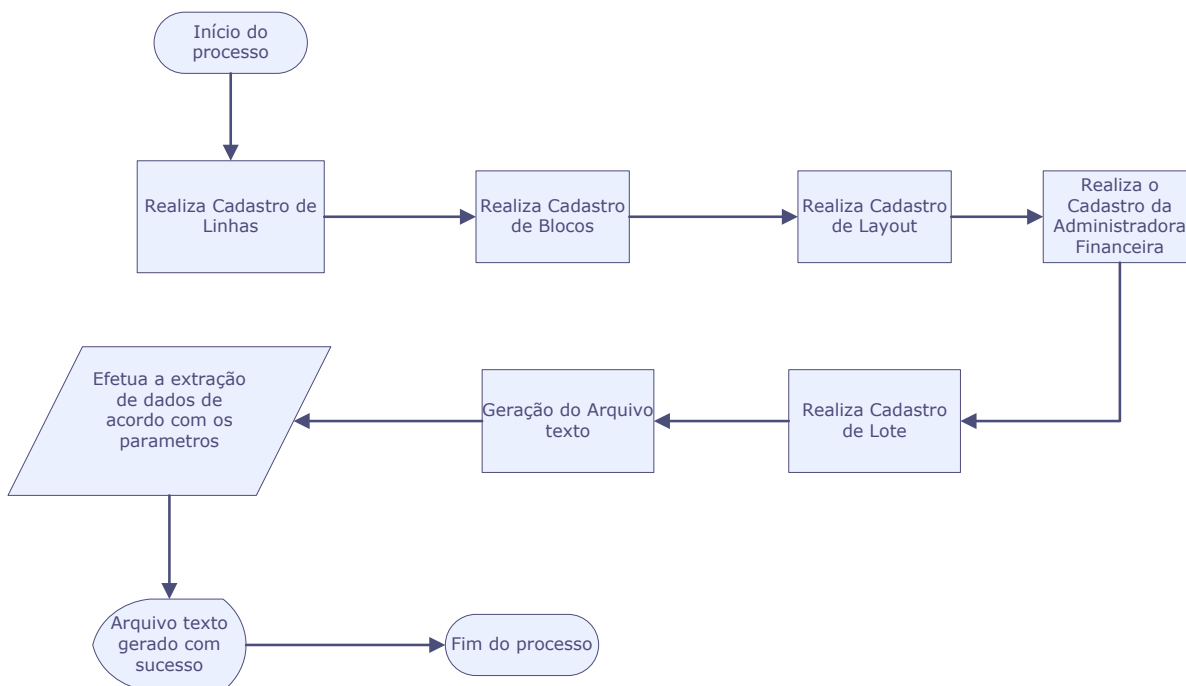 Início do
processo
Realiza Cadastro de
Linhas
Realiza Cadastro
de Blocos
Realiza Cadastro
de Layout
Realiza o
Cadastro da
Administradora
Financeira
Realiza Cadastro
de Lote
Geração do Arquivo
texto
Efetua a extração
de dados de
acordo com os
parametros
Arquivo texto
gerado com
sucesso
Fim do processo